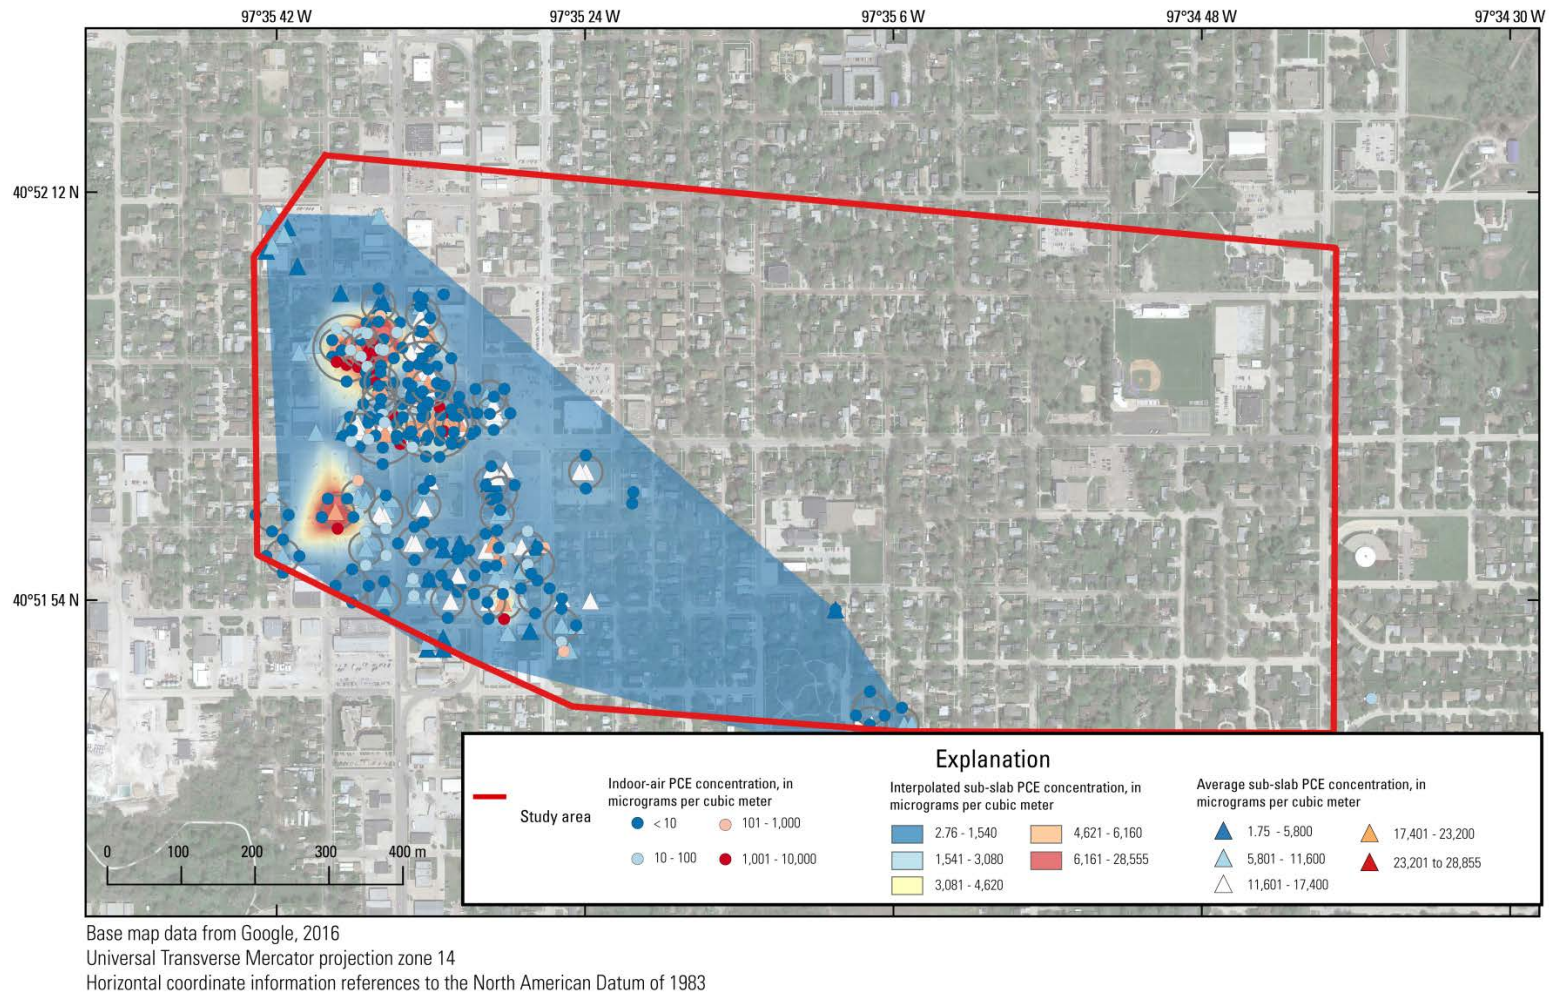 97°35 42 W
97°35 24 W
97°35 6 W
97°34 48 W
97°34 30 W
40°52 12 N
40°51 54 N
0 100 200 300 400 m
Explanation
Study area
Indoor-air PCE concentration, in
micrograms per cubic meter
< 10
101 - 1,000
10 - 100
1,001 - 10,000
Interpolated sub-slab PCE concentration, in
micrograms per cubic meter
2.76 - 1,540
4,621 - 6,160
1,541 - 3,080
6,161 - 28,555
3,081 - 4,620
Average sub-slab PCE concentration, in
micrograms per cubic meter
1.75 - 5,800
17,401 - 23,200
5,801 - 11,600
23,201 to 28,855
11,601 - 17,400
Base map data from Google, 2016
Universal Transverse Mercator projection zone 14
Horizontal coordinate information references to the North American Datum of 1983